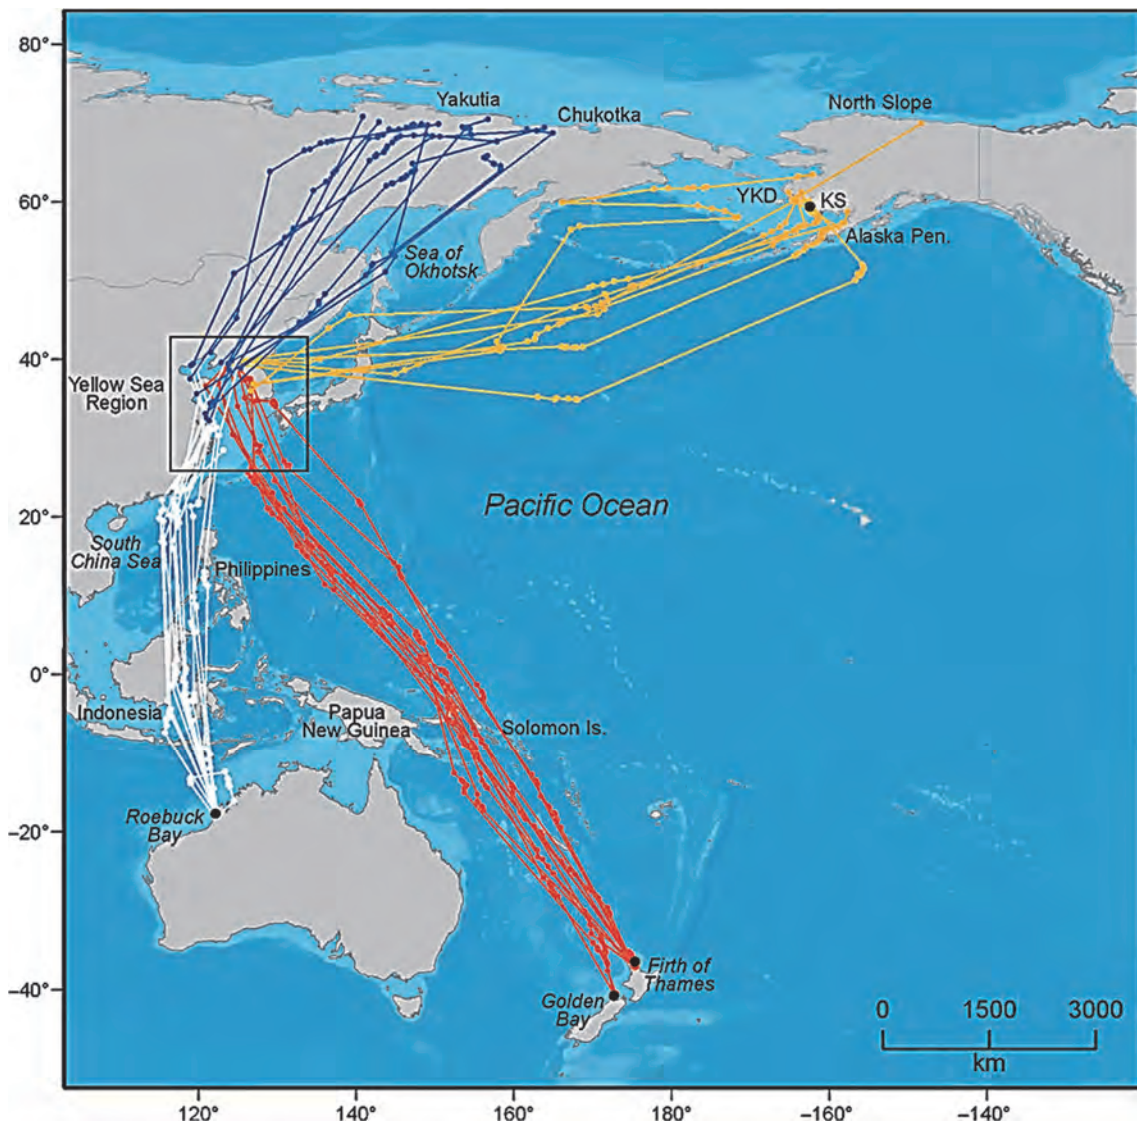 80°
60°
40°
20°
0°
−20°
−40°
120°
140°
160°
180°
−160°
−140°
Yakutia
Chukotka
North Slope
YKD
KS
Alaska Pen.
Sea of
Okhotsk
Yellow Sea
Region
Pacific Ocean
South
China Sea
Philippines
Indonesia
Papua
New Guinea
Solomon Is.
Roebuck
Bay
Firth of
Thames
Golden
Bay
0 1500 3000
km